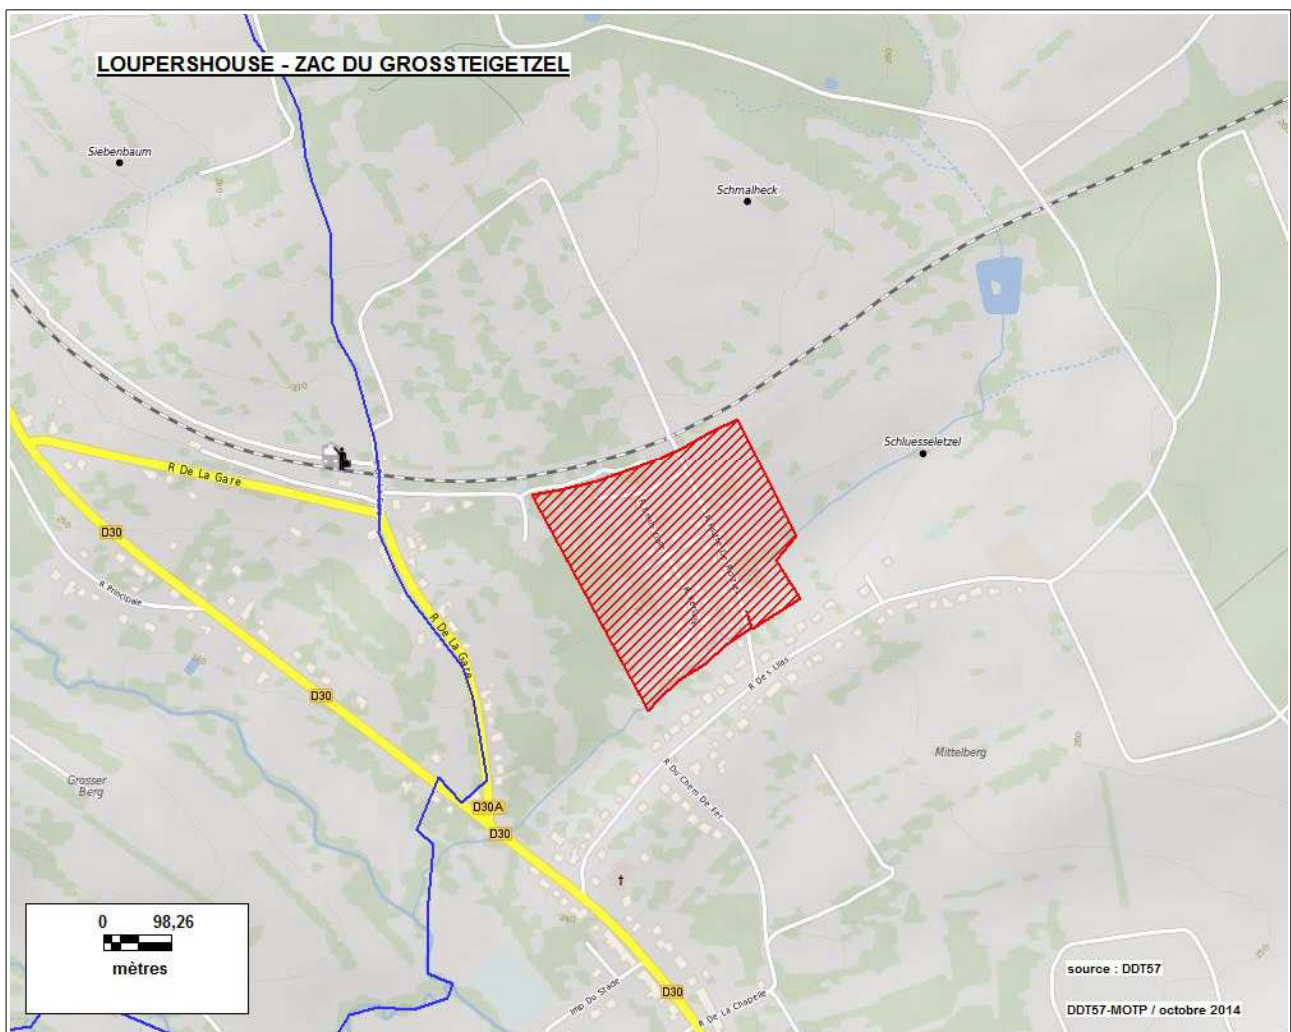 LOUPERSHOUSE - ZAC DU GROSSTEIGETZEL
Siebenbaum
Schmalheck
Schluesseletzel
R De La Gare
D30
R Principale
R De La Gare
D30
R De s Lilas
Mittelberg
Grosser
Berg
R Du Chem De Fer
D30A
D30
0 98,26
mètres
Imp Du Stade
D30
R De La Chapelle
source : DDT57
DDT57-MOTP / octobre 2014